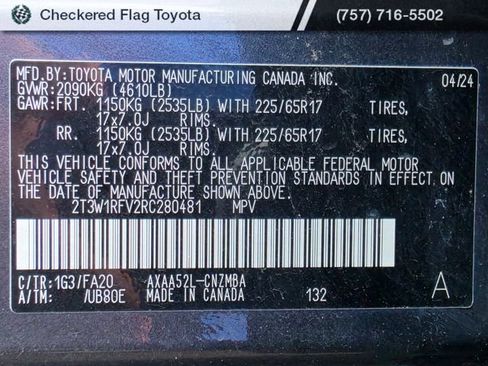 Checkered Flag Toyota (757) 716-5502
MFD.BY:TOYOTA MOTOR MANUFACTURING CANADA INC.
GVWR:2090KG (4610LB) 04/24
GAWR:FRT. 1150KG (2535LB) WITH 225/65R17 TIRES,
17x7.0J RIMS.
RR. 1150KG (2535LB) WITH 225/65R17 TIRES,
17x7.0J RIMS.
THIS VEHICLE CONFORMS TO ALL APPLICABLE FEDERAL MOTOR
VEHICLE SAFETY AND THEFT PREVENTION STANDARDS IN EFFECT
ON THE DATE OF MANUFACTURE SHOWN ABOVE.
2T3W1RFV2RC280481 MPV
C/TR:1G3/FA20 AXAA52L-CNZMBA
A/TM: /UB80E MADE IN CANADA 132 A